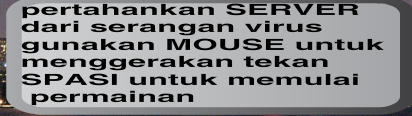 pertahankan SERVER
dari serangan virus
gunakan MOUSE untuk
menggerakan tekan
SPASI untuk memulai
permainan